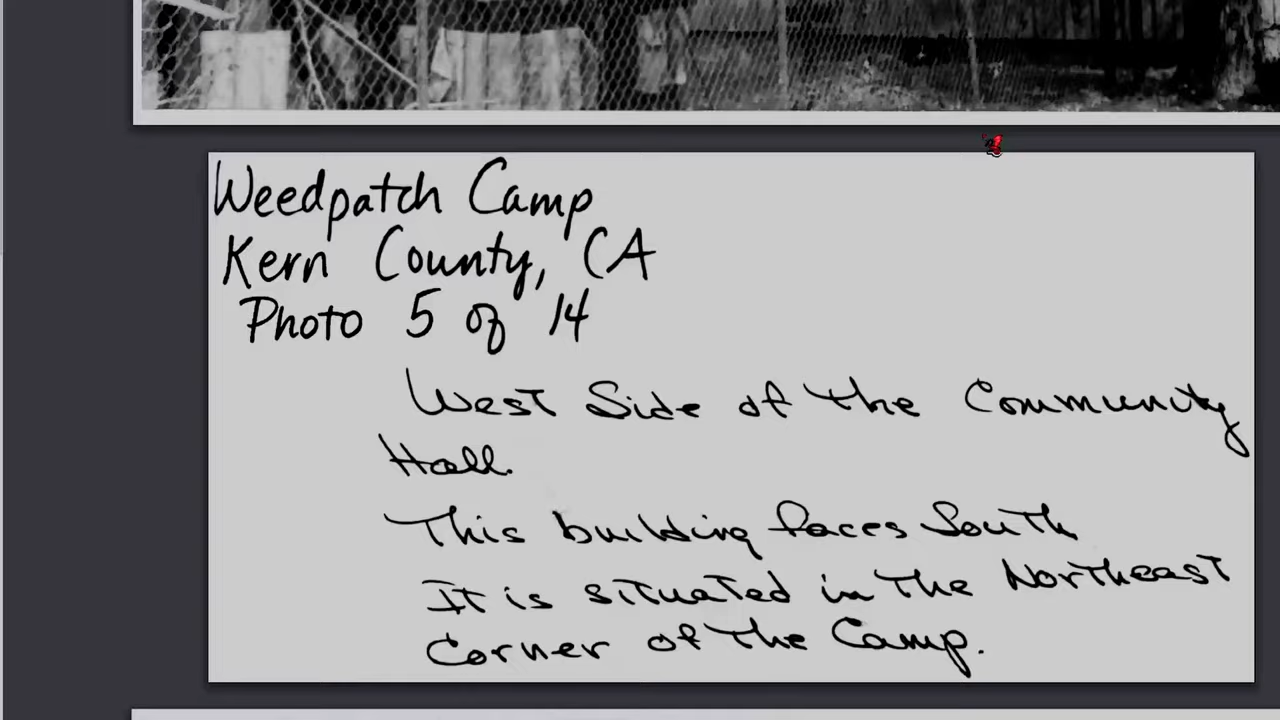 Weedpatch Camp
Kern County, CA
Photo 5 of 14
West Side of the Community
Hall.
This building faces South
It is situated in the Northeast
Corner of the Camp.